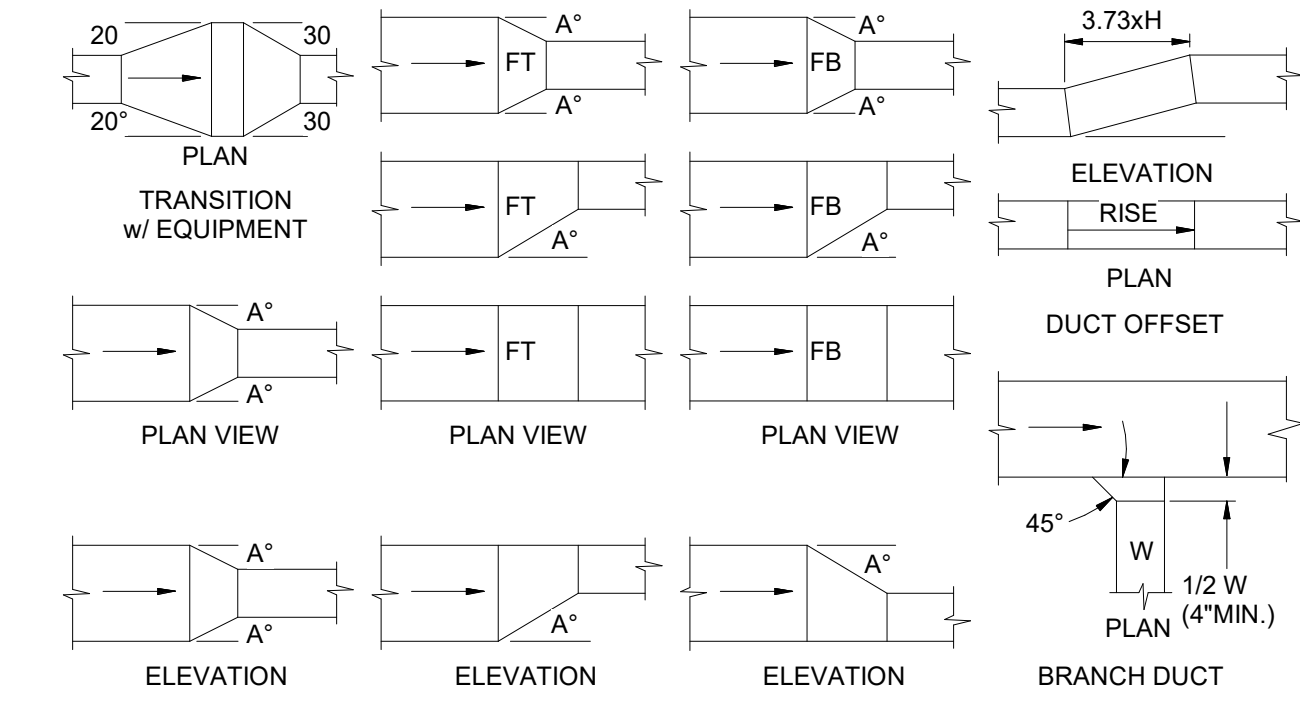 20
30
20°
30
PLAN
TRANSITION
w/ EQUIPMENT
A°
FT
A°
A°
FB
A°
3.73xH
ELEVATION
FT
A°
FB
A°
RISE
PLAN
DUCT OFFSET
A°
A°
PLAN VIEW
FT
PLAN VIEW
FB
PLAN VIEW
45°
W
1/2 W
(4"MIN.)
PLAN
BRANCH DUCT
A°
A°
ELEVATION
A°
ELEVATION
A°
ELEVATION